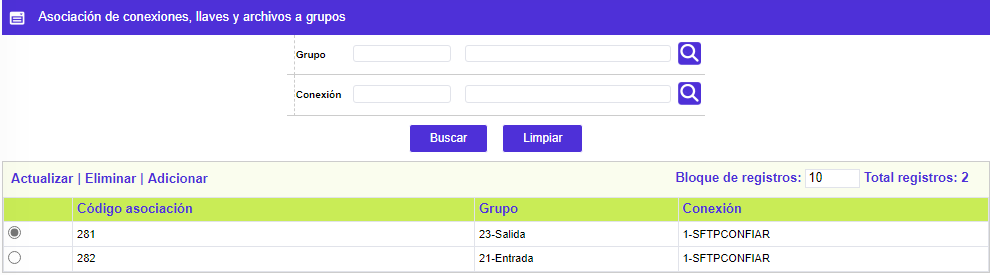 Asociación de conexiones, llaves y archivos a grupos
Grupo
Conexión
Buscar Limpiar
Actualizar | Eliminar | Adicionar Bloque de registros: 10 Total registros: 2
Código asociación Grupo Conexión
281 23-Salida 1-SFTPCONFIAR
282 21-Entrada 1-SFTPCONFIAR